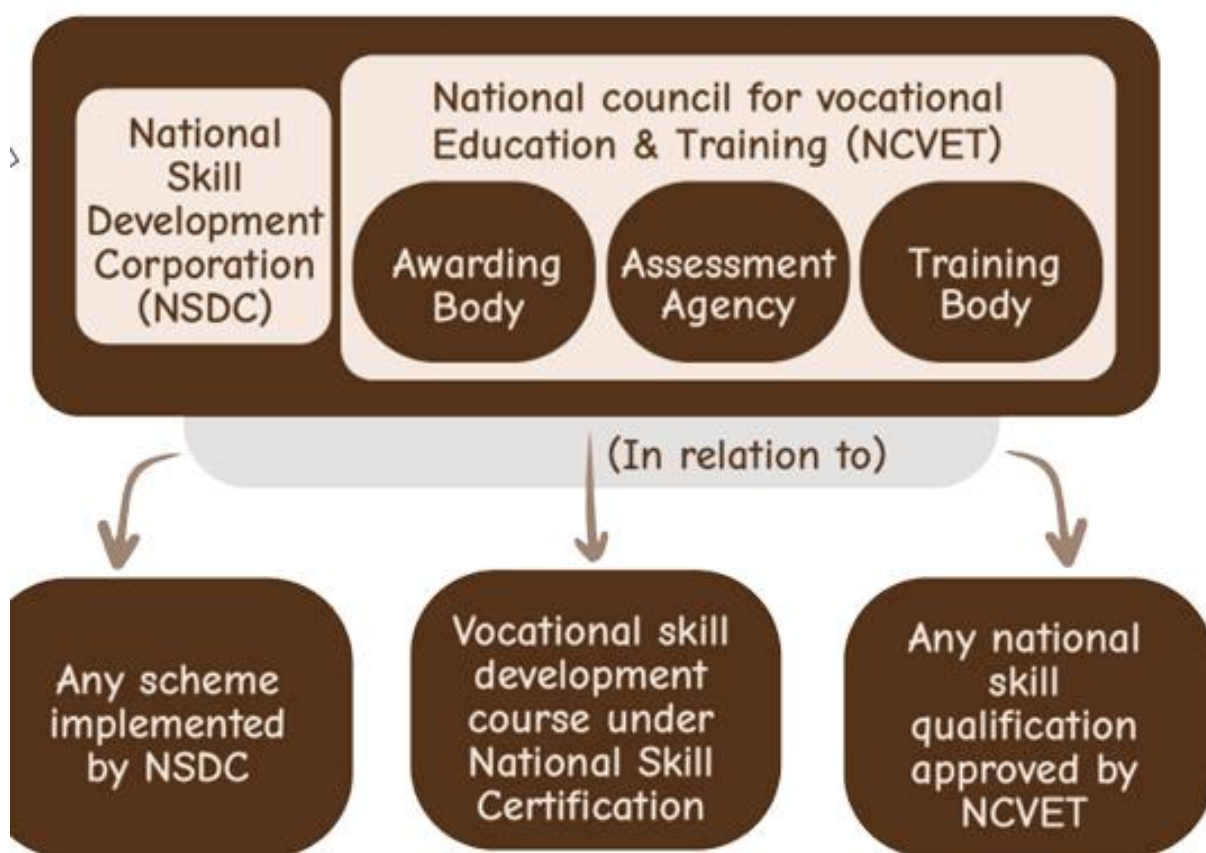 National
Skill
Development
Corporation
(NSDC)
National council for vocational
Education & Training (NCVET)
Awarding
Body
Assessment
Agency
Training
Body
(In relation to)
Any scheme
implemented
by NSDC
Vocational skill
development
course under
National Skill
Certification
Any national
skill
qualification
approved by
NCVET